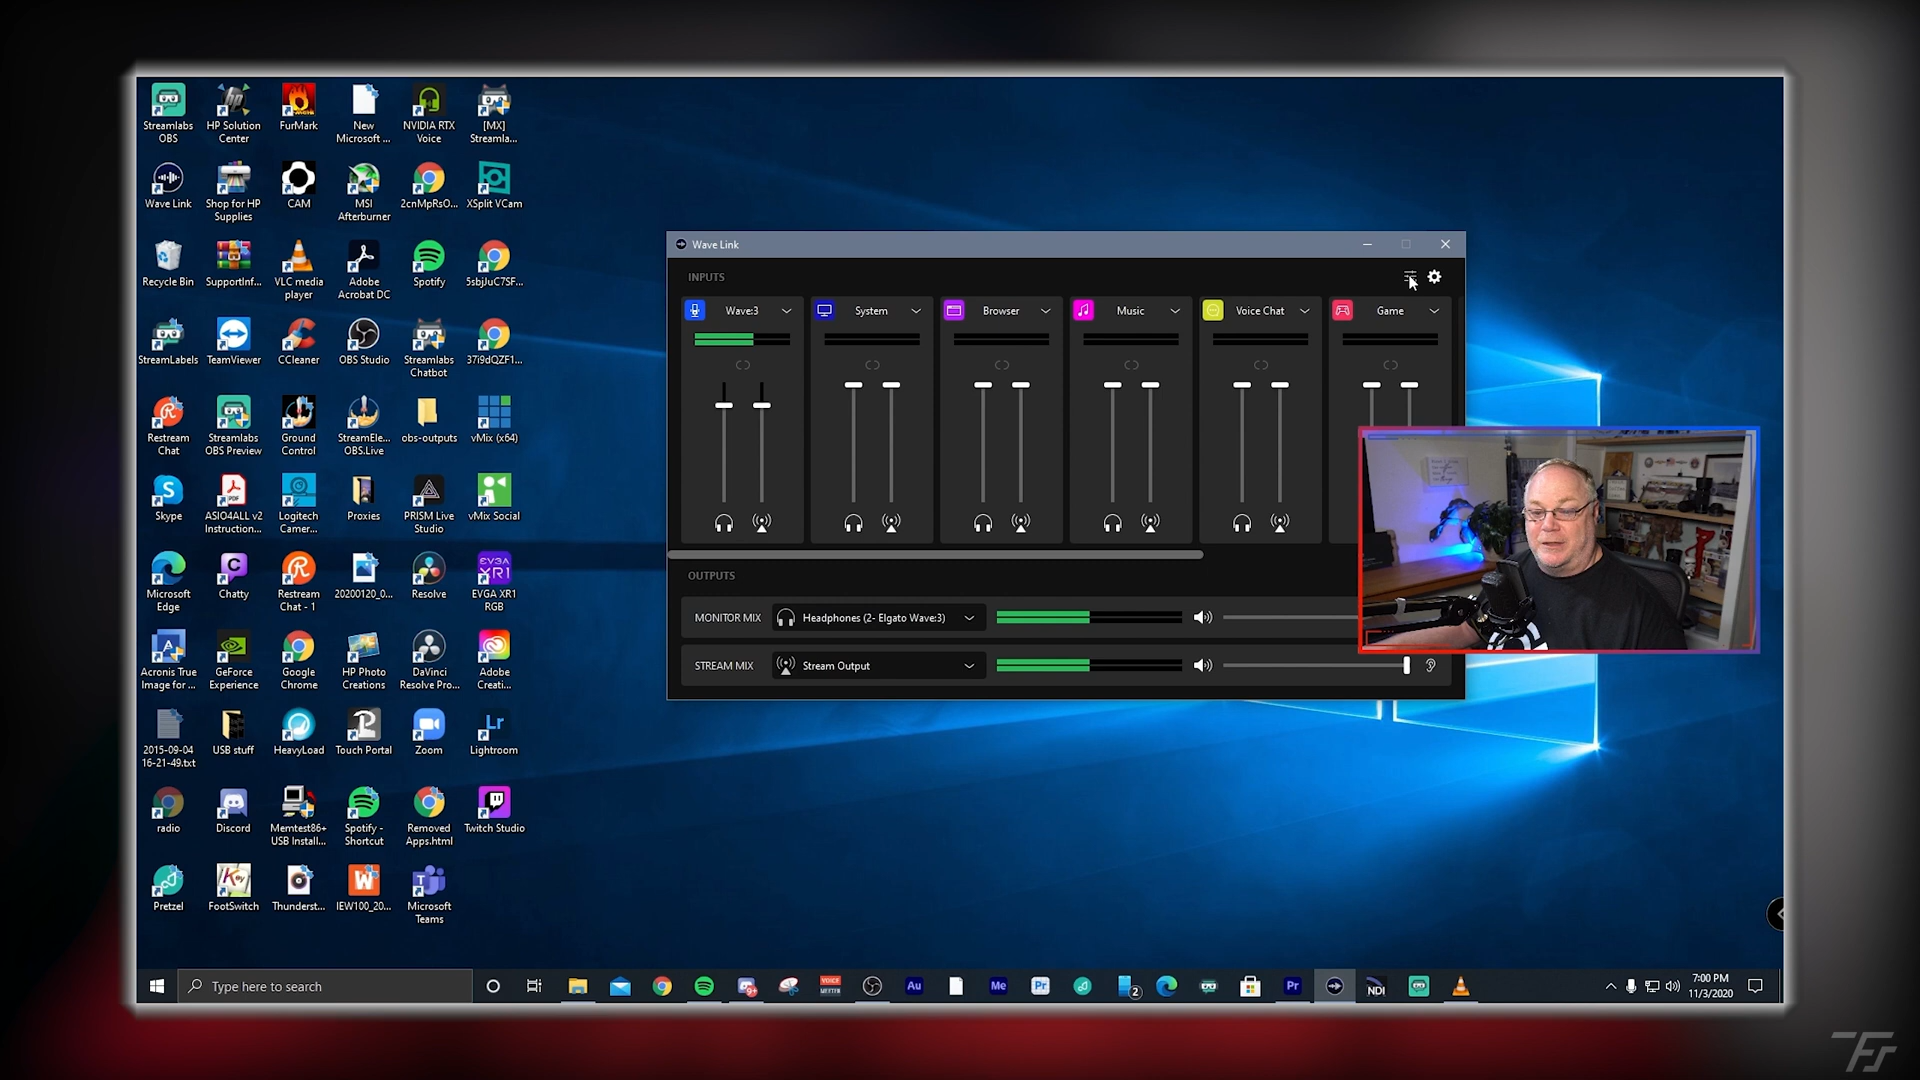 Streamlabs OBS
HP Solution Center
FurMark
New Microsoft ...
NVIDIA RTX Voice
[MX] Streamla...
Wave Link
Shop for HP Supplies
CAM
MSI Afterburner
2cnMpRsO...
XSplit VCam
Recycle Bin
SupportInf...
VLC media player
Adobe Acrobat DC
Spotify
5sbjJuC7SF...
StreamLabels
TeamViewer
CCleaner
OBS Studio
Streamlabs Chatbot
37i9dQZF1...
Restream Chat
Streamlabs OBS Preview
Ground Control
StreamEle... OBS.Live
obs-outputs
vMix (x64)
Skype
ASIO4ALL v2 Instruction...
Logitech Camer...
Proxies
PRISM Live Studio
vMix Social
Microsoft Edge
Chatty
Restream Chat - 1
20200120_0...
Resolve
EVGA XR1 RGB
Acronis True Image for ...
GeForce Experience
Google Chrome
HP Photo Creations
DaVinci Resolve Pro...
Adobe Creati...
2015-09-04 16-21-49.txt
USB stuff
HeavyLoad
Touch Portal
Zoom
Lightroom
radio
Discord
Memtest86+ USB Install...
Spotify - Shortcut
Removed Apps.html
Twitch Studio
Pretzel
FootSwitch
Thunderst...
IEW100_20...
Microsoft Teams
Wave Link
INPUTS
Wave:3
System
Browser
Music
Voice Chat
Game
OUTPUTS
MONITOR MIX
Headphones (2- Elgato Wave:3)
STREAM MIX
Stream Output
Type here to search
Au
Me
Pr
2
Pr
NDI
7:00 PM
11/3/2020